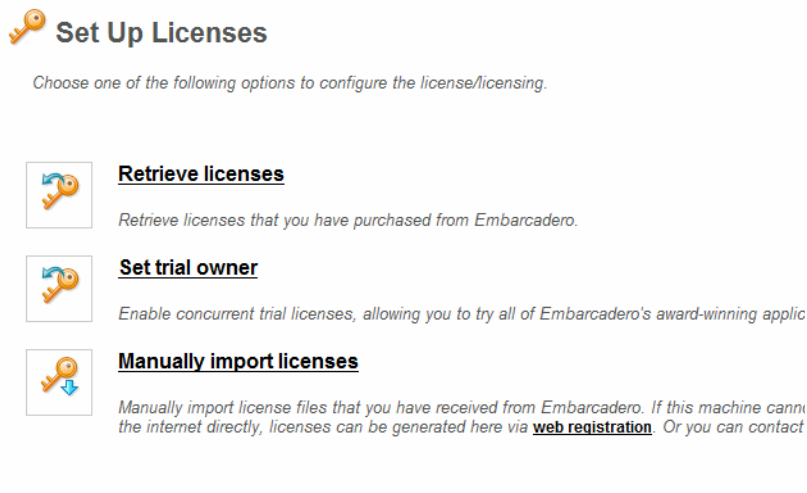 Set Up Licenses
Choose one of the following options to configure the license/licensing.
Retrieve licenses
Retrieve licenses that you have purchased from Embarcadero.
Set trial owner
Enable concurrent trial licenses, allowing you to try all of Embarcadero's award-winning applic
Manually import licenses
Manually import license files that you have received from Embarcadero. If this machine cann
the internet directly, licenses can be generated here via web registration. Or you can contact